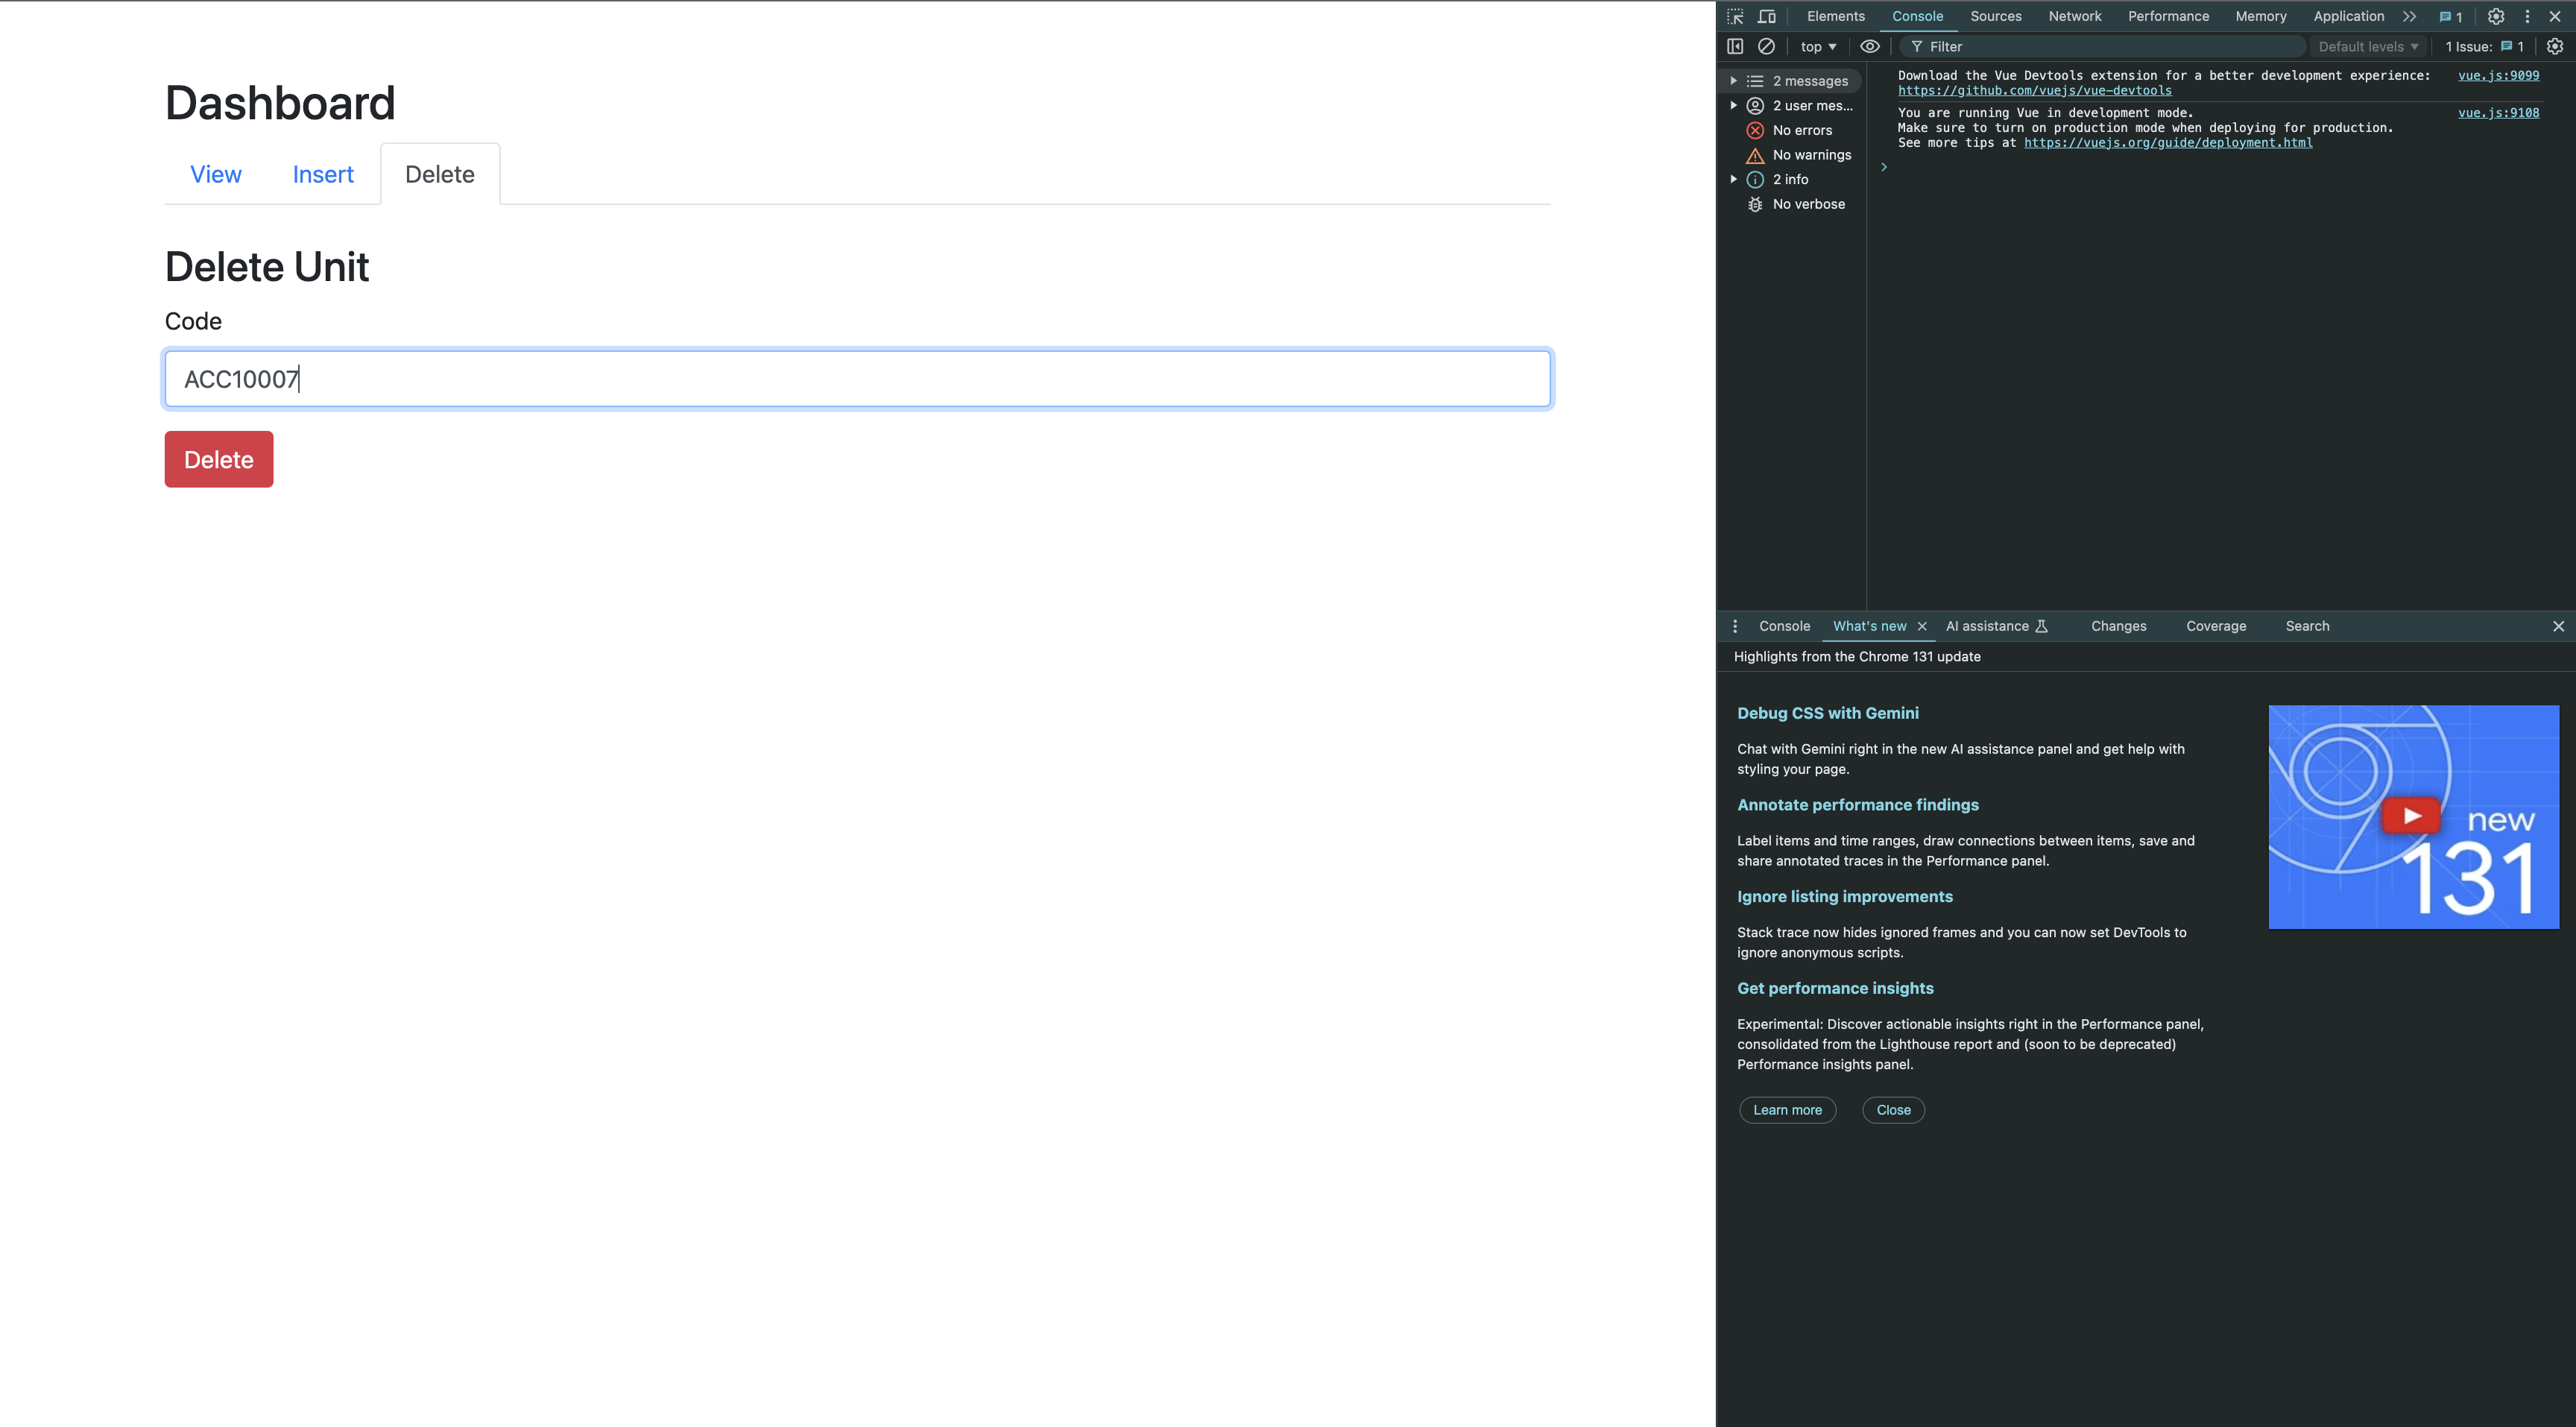 Dashboard
View Insert Delete
Delete Unit
Code
ACC10007
Delete
Elements Console Sources Network Performance Memory Application 1
top Filter Default levels 1 Issue: 1
2 messages
2 user mes...
No errors
No warnings
2 info
No verbose
Download the Vue Devtools extension for a better development experience: vue.js:9099
https://github.com/vuejs/vue-devtools
You are running Vue in development mode. vue.js:9108
Make sure to turn on production mode when deploying for production.
See more tips at https://vuejs.org/guide/deployment.html
Console What's new AI assistance Changes Coverage Search
Highlights from the Chrome 131 update
Debug CSS with Gemini
Chat with Gemini right in the new AI assistance panel and get help with
styling your page.
Annotate performance findings
Label items and time ranges, draw connections between items, save and
share annotated traces in the Performance panel.
Ignore listing improvements
Stack trace now hides ignored frames and you can now set DevTools to
ignore anonymous scripts.
Get performance insights
Experimental: Discover actionable insights right in the Performance panel,
consolidated from the Lighthouse report and (soon to be deprecated)
Performance insights panel.
Learn more Close
new
131